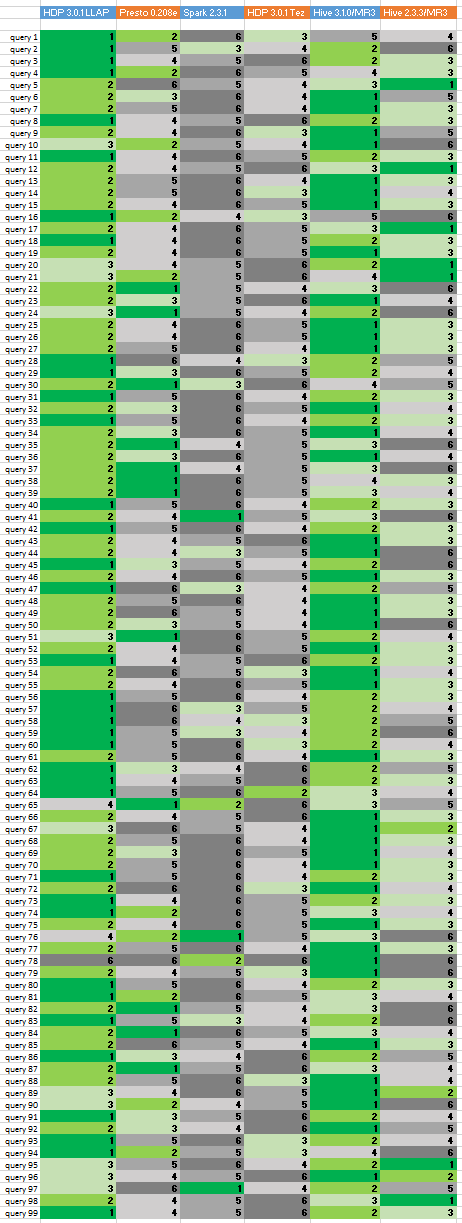 HDP 3.0.1 LLAP Presto 0.208e Spark 2.3.1 HDP 3.0.1 Tez Hive 3.1.0/MR3 Hive 2.3.3/MR3
query 1 1 2 6 3 5 4
query 2 1 5 3 4 2 6
query 3 1 4 5 6 2 3
query 4 1 2 5 6 4 3
query 5 2 6 5 4 3 1
query 6 2 3 6 4 1 5
query 7 2 5 6 4 1 3
query 8 1 4 5 6 2 3
query 9 2 4 6 3 1 5
query 10 3 2 5 4 1 6
query 11 1 4 5 6 2 3
query 12 2 4 5 6 3 1
query 13 2 5 6 4 1 3
query 14 2 5 6 3 1 4
query 15 2 4 6 5 1 3
query 16 1 2 4 3 5 6
query 17 2 4 6 5 3 1
query 18 1 4 6 5 2 3
query 19 2 4 6 5 1 3
query 20 3 4 5 6 2 1
query 21 3 2 5 6 4 1
query 22 2 1 5 4 3 6
query 23 2 3 6 5 1 4
query 24 3 1 5 4 2 6
query 25 2 4 6 5 1 3
query 26 2 4 6 5 1 3
query 27 2 5 6 4 1 3
query 28 1 6 4 3 2 5
query 29 1 3 6 5 2 4
query 30 2 1 3 6 4 5
query 31 1 5 6 4 2 3
query 32 2 3 6 5 1 4
query 33 1 5 6 4 2 3
query 34 2 3 6 5 1 4
query 35 2 1 4 5 3 6
query 36 2 3 6 5 1 4
query 37 2 1 4 5 3 6
query 38 2 1 6 5 4 3
query 39 2 1 6 5 3 4
query 40 1 5 6 4 2 3
query 41 2 4 1 5 3 6
query 42 1 5 6 4 2 3
query 43 2 4 6 5 1 3
query 44 2 4 3 5 1 6
query 45 1 3 5 6 2 4
query 46 2 4 6 5 1 3
query 47 1 6 3 4 2 5
query 48 2 5 6 4 1 3
query 49 2 6 5 4 1 3
query 50 2 3 5 4 1 6
query 51 3 1 5 6 2 4
query 52 2 4 6 5 1 3
query 53 1 4 5 6 2 3
query 54 2 6 5 3 1 4
query 55 2 4 6 5 1 3
query 56 1 5 6 4 2 3
query 57 1 6 3 4 2 5
query 58 1 5 4 3 2 6
query 59 1 5 3 4 2 6
query 60 1 5 6 3 2 4
query 61 2 5 6 4 1 3
query 62 1 3 4 6 2 5
query 63 1 4 5 6 2 3
query 64 1 5 6 2 3 4
query 65 4 1 2 6 3 5
query 66 2 4 5 6 1 3
query 67 3 6 5 4 1 2
query 68 2 5 6 4 1 3
query 69 2 3 6 5 1 4
query 70 2 5 6 4 1 3
query 71 1 5 6 4 2 3
query 72 2 6 5 3 1 4
query 73 1 4 6 5 2 3
query 74 1 2 6 5 3 4
query 75 2 4 6 5 1 3
query 76 4 2 1 5 3 6
query 77 2 5 6 4 1 3
query 79 2 4 5 3 1 6
query 80 1 5 6 4 2 3
query 81 1 2 6 5 3 4
query 82 2 1 5 4 3 6
query 83 1 5 3 4 2 6
query 84 2 1 6 5 4 3
query 85 1 6 5 4 2 3
query 86 1 3 4 6 2 5
query 87 2 1 5 6 3 4
query 88 2 5 6 3 1 4
query 89 3 4 5 6 1 2
query 90 3 2 4 5 1 6
query 91 1 3 5 6 2 4
query 92 2 3 4 6 1 5
query 93 1 5 6 3 2 4
query 94 1 2 5 3 4 6
query 95 3 5 6 4 2 1
query 96 3 4 5 6 1 2
query 97 3 6 1 4 2 5
query 98 2 4 6 5 3 1
query 99 1 4 5 6 2 3